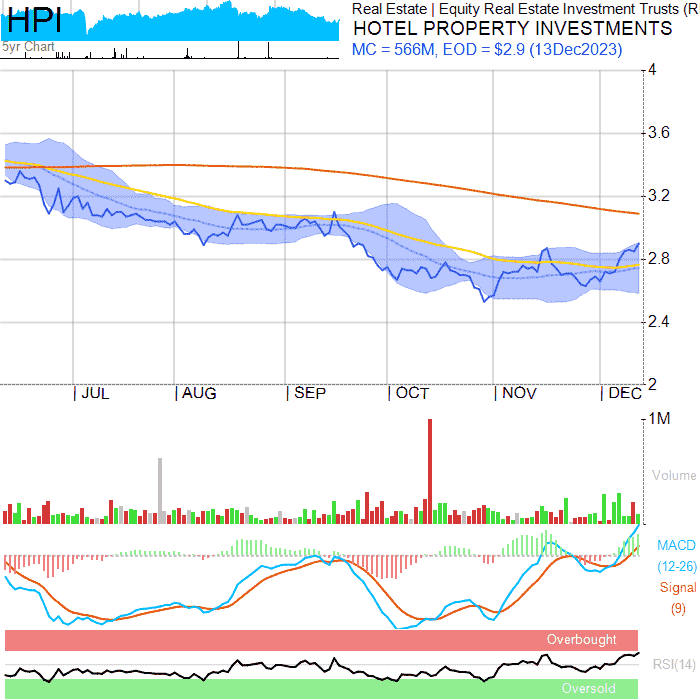 HPI
5yr Chart
Real Estate | Equity Real Estate Investment Trusts (R
HOTEL PROPERTY INVESTMENTS
MC = 566M, EOD = $2.9 (13Dec2023)
4
3.6
3.2
2.8
2.4
2
| JUL | AUG | SEP | OCT | NOV | DEC
1M
Volume
MACD
(12-26)
Signal
(9)
Overbought
RSI(14)
Oversold